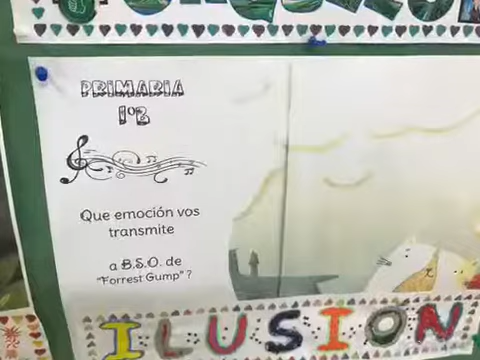 PRIMARIA
1ºB
Que emoción vos
transmite
a B.S.O. de
"Forrest Gump"?
ILUSION